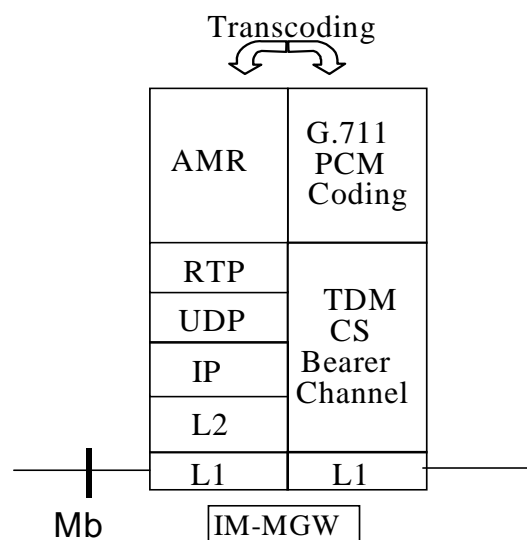 Transcoding
AMR
G.711
PCM
Coding
RTP
UDP
IP
L2
TDM
CS
Bearer
Channel
L1
L1
Mb
IM-MGW